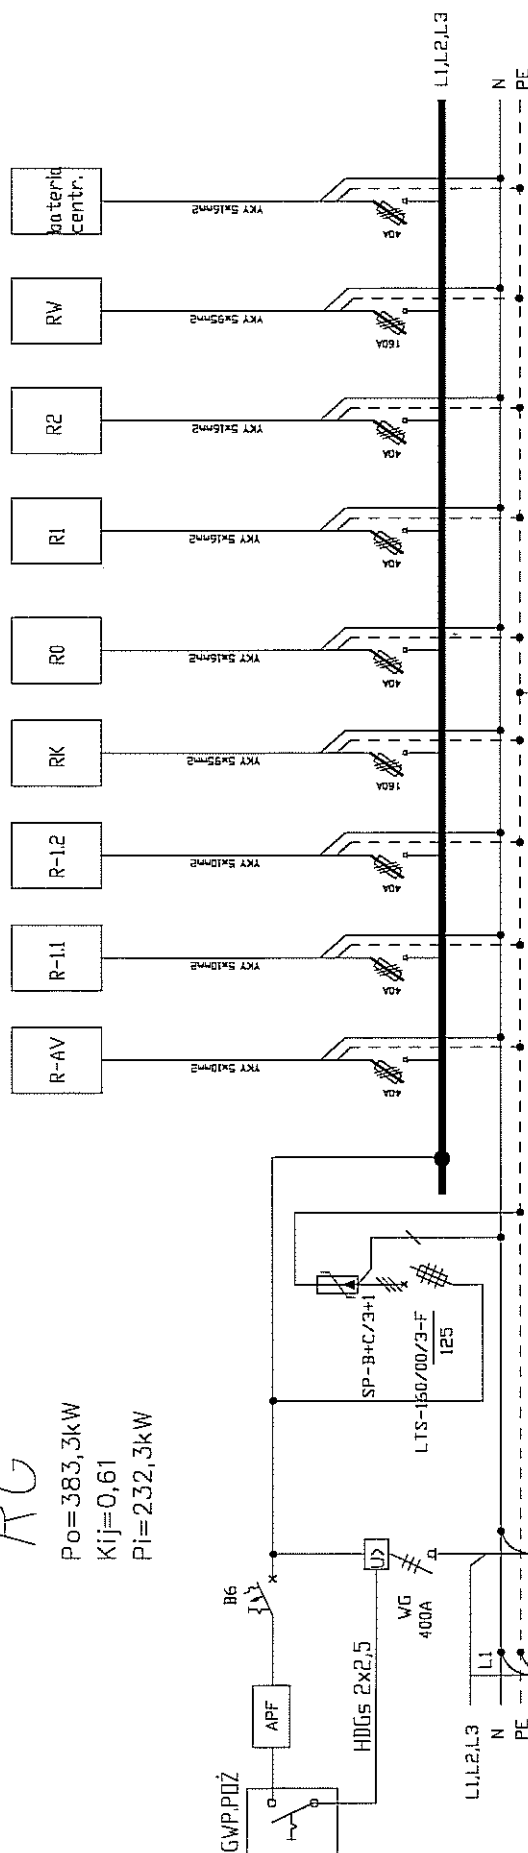 L1,L2,L3
N
PE
bateria
centr.
YKY 5x16mm2
40A
RW
YKY 5x95mm2
160A
R2
YKY 5x16mm2
40A
R1
YKY 5x16mm2
40A
R0
YKY 5x16mm2
40A
RK
YKY 5x95mm2
160A
R-1.2
YKY 5x10mm2
40A
R-1.1
YKY 5x10mm2
40A
R-AV
YKY 5x10mm2
40A
RG
Po=383,3kW
Kij=0,61
Pi=232,3kW
SP-B+C/3+1
LTS-160/00/3-F
125
B6
APF
GWP.POŻ
HDGs 2x2,5
U>
WG
400A
L1
L1,L2,L3
N
PE